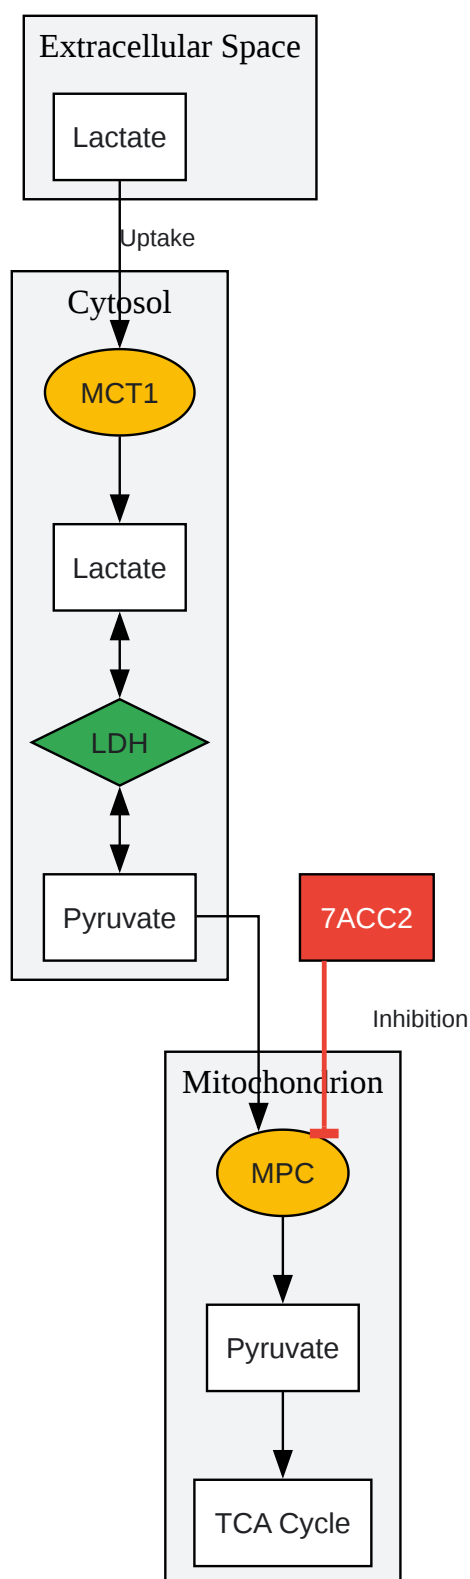 Extracellular Space
Lactate
Uptake
Cytosol
MCT1
Lactate
LDH
Pyruvate
7ACC2
Inhibition
Mitochondrion
MPC
Pyruvate
TCA Cycle